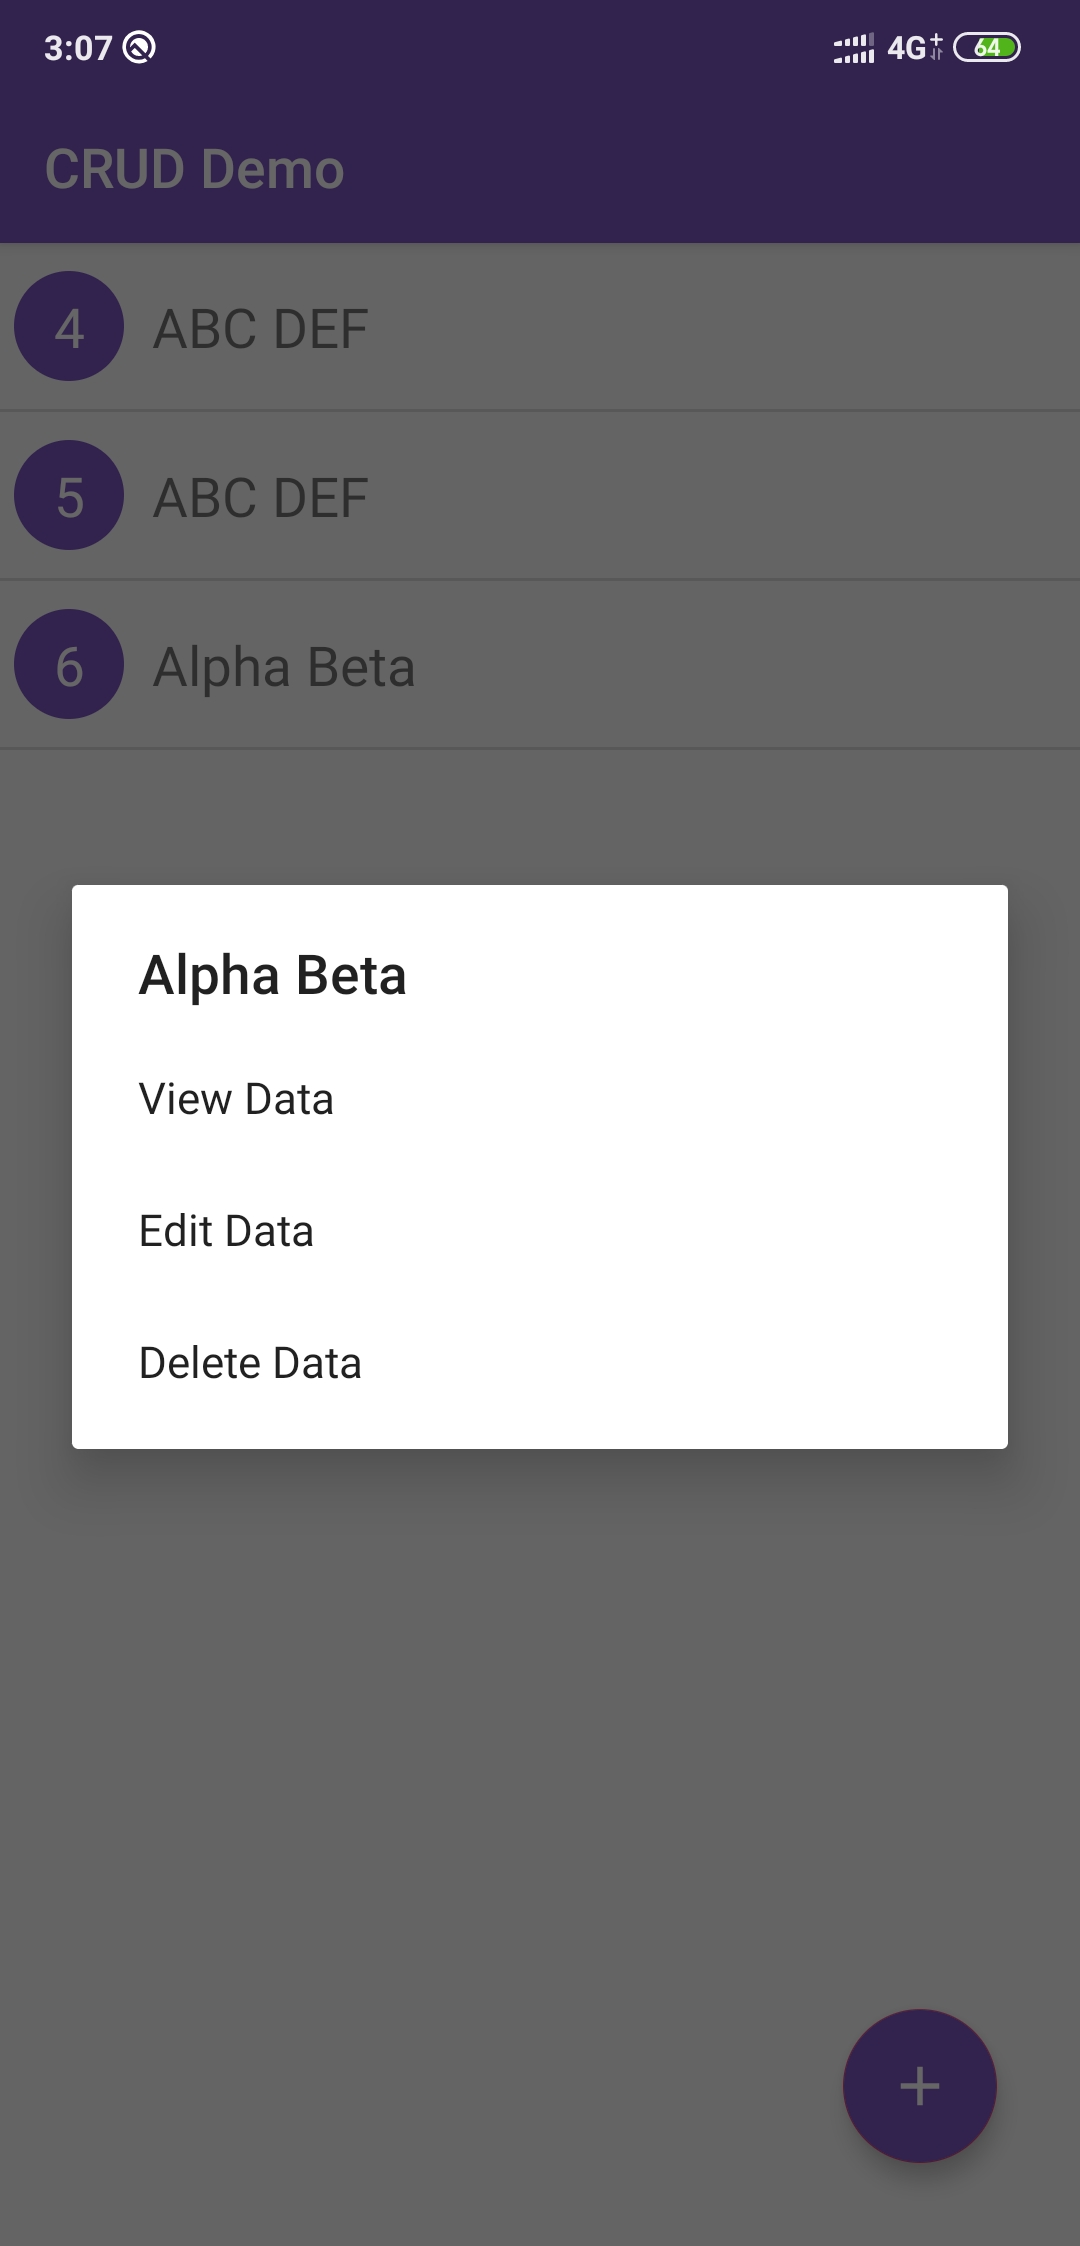 3:07 4G 64
CRUD Demo
4 ABC DEF
5 ABC DEF
6 Alpha Beta
Alpha Beta
View Data
Edit Data
Delete Data
+